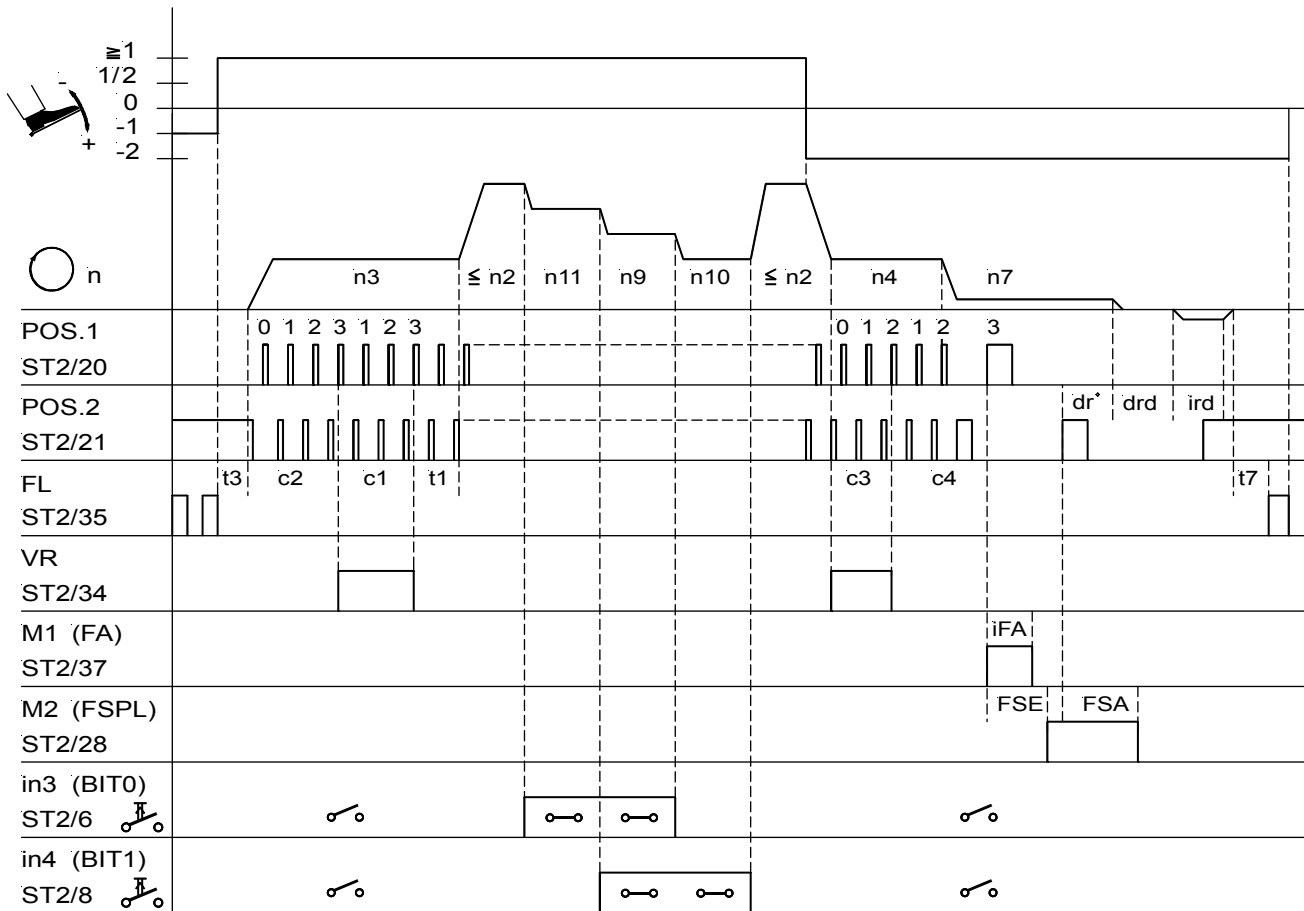 ≧1
1/2
0
-1
-2
-
+
n
n3 ≦ n2 n11 n9 n10 ≦ n2 n4 n7
POS.1 0 1 2 3 1 2 3 0 1 2 1 2 3
ST2/20
POS.2 dr* drd ird
ST2/21
FL t3 c2 c1 t1 c3 c4 t7
ST2/35
VR
ST2/34
M1 (FA) iFA
ST2/37
M2 (FSPL) FSE FSA
ST2/28
in3 (BIT0)
ST2/6
in4 (BIT1)
ST2/8